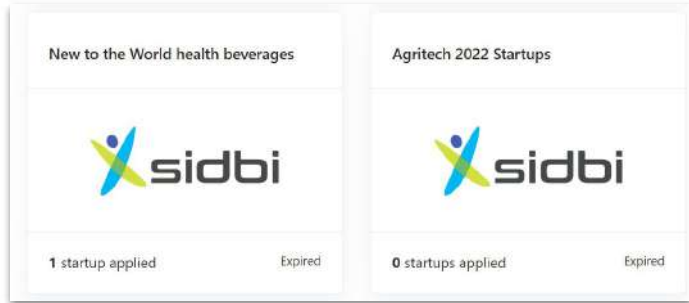 New to the World health beverages
sidbi
1 startup applied
Expired
Agritech 2022 Startups
sidbi
0 startups applied
Expired